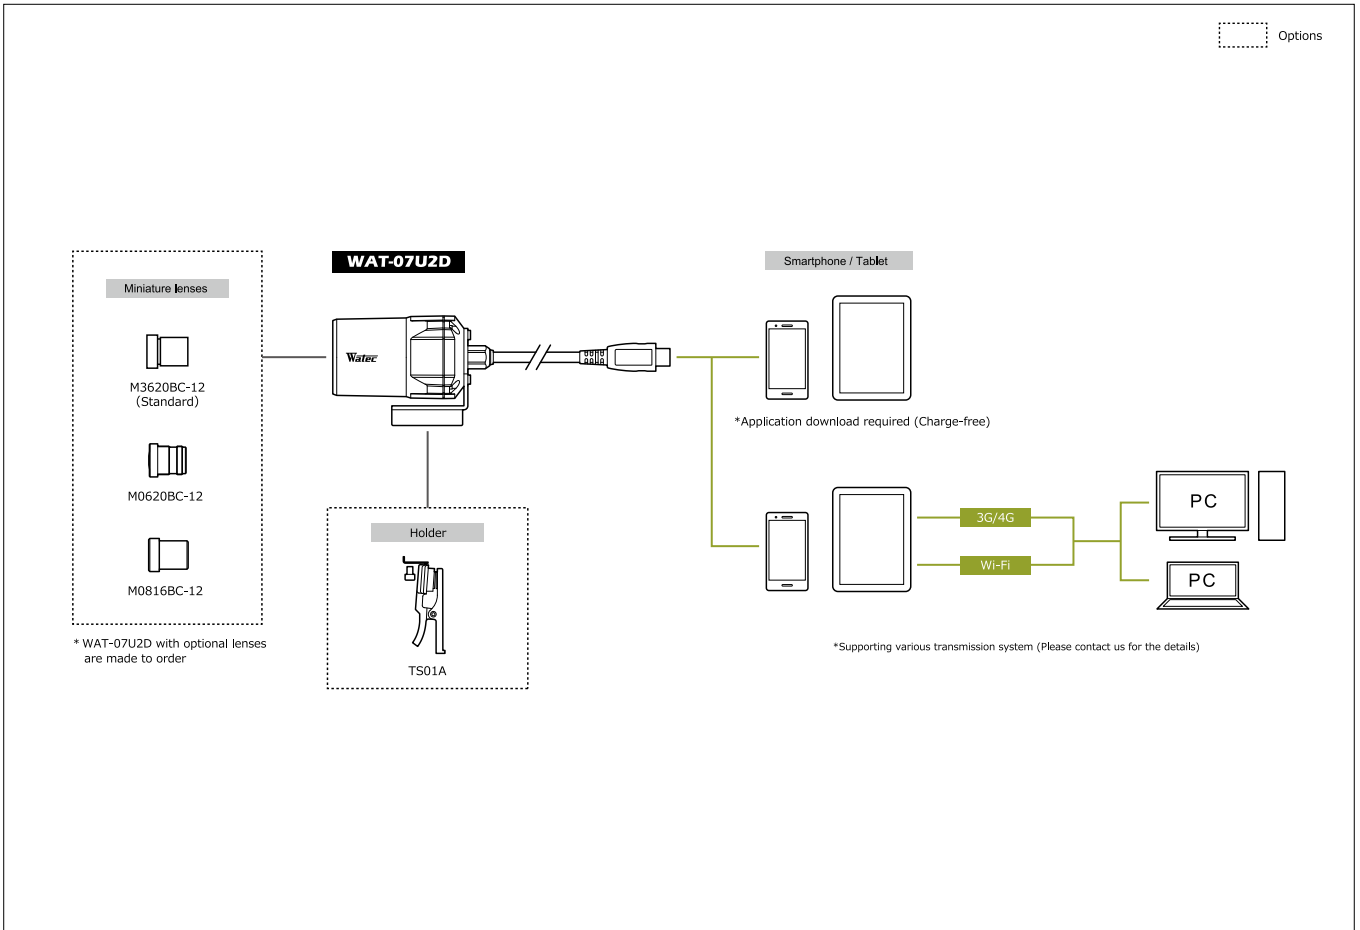 Options
WAT-07U2D
Smartphone / Tablet
Miniature lenses
Watec
M3620BC-12
(Standard)
*Application download required (Charge-free)
M0620BC-12
PC
3G/4G
Holder
Wi-Fi
PC
M0816BC-12
* WAT-07U2D with optional lenses
are made to order
*Supporting various transmission system (Please contact us for the details)
TS01A